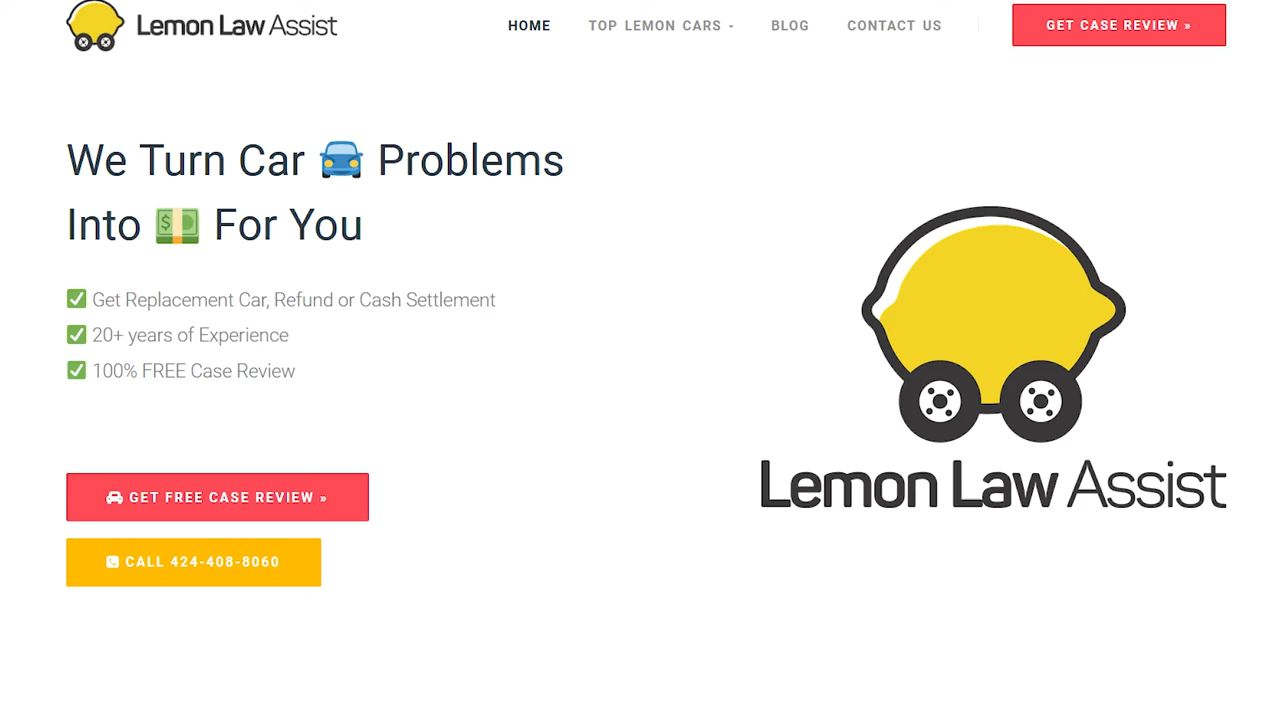 Lemon Law Assist
HOME
TOP LEMON CARS
BLOG
CONTACT US
GET CASE REVIEW »
We Turn Car 🚘 Problems
Into 💵 For You
✅ Get Replacement Car, Refund or Cash Settlement
✅ 20+ years of Experience
✅ 100% FREE Case Review
GET FREE CASE REVIEW »
CALL 424-408-8060
Lemon Law Assist